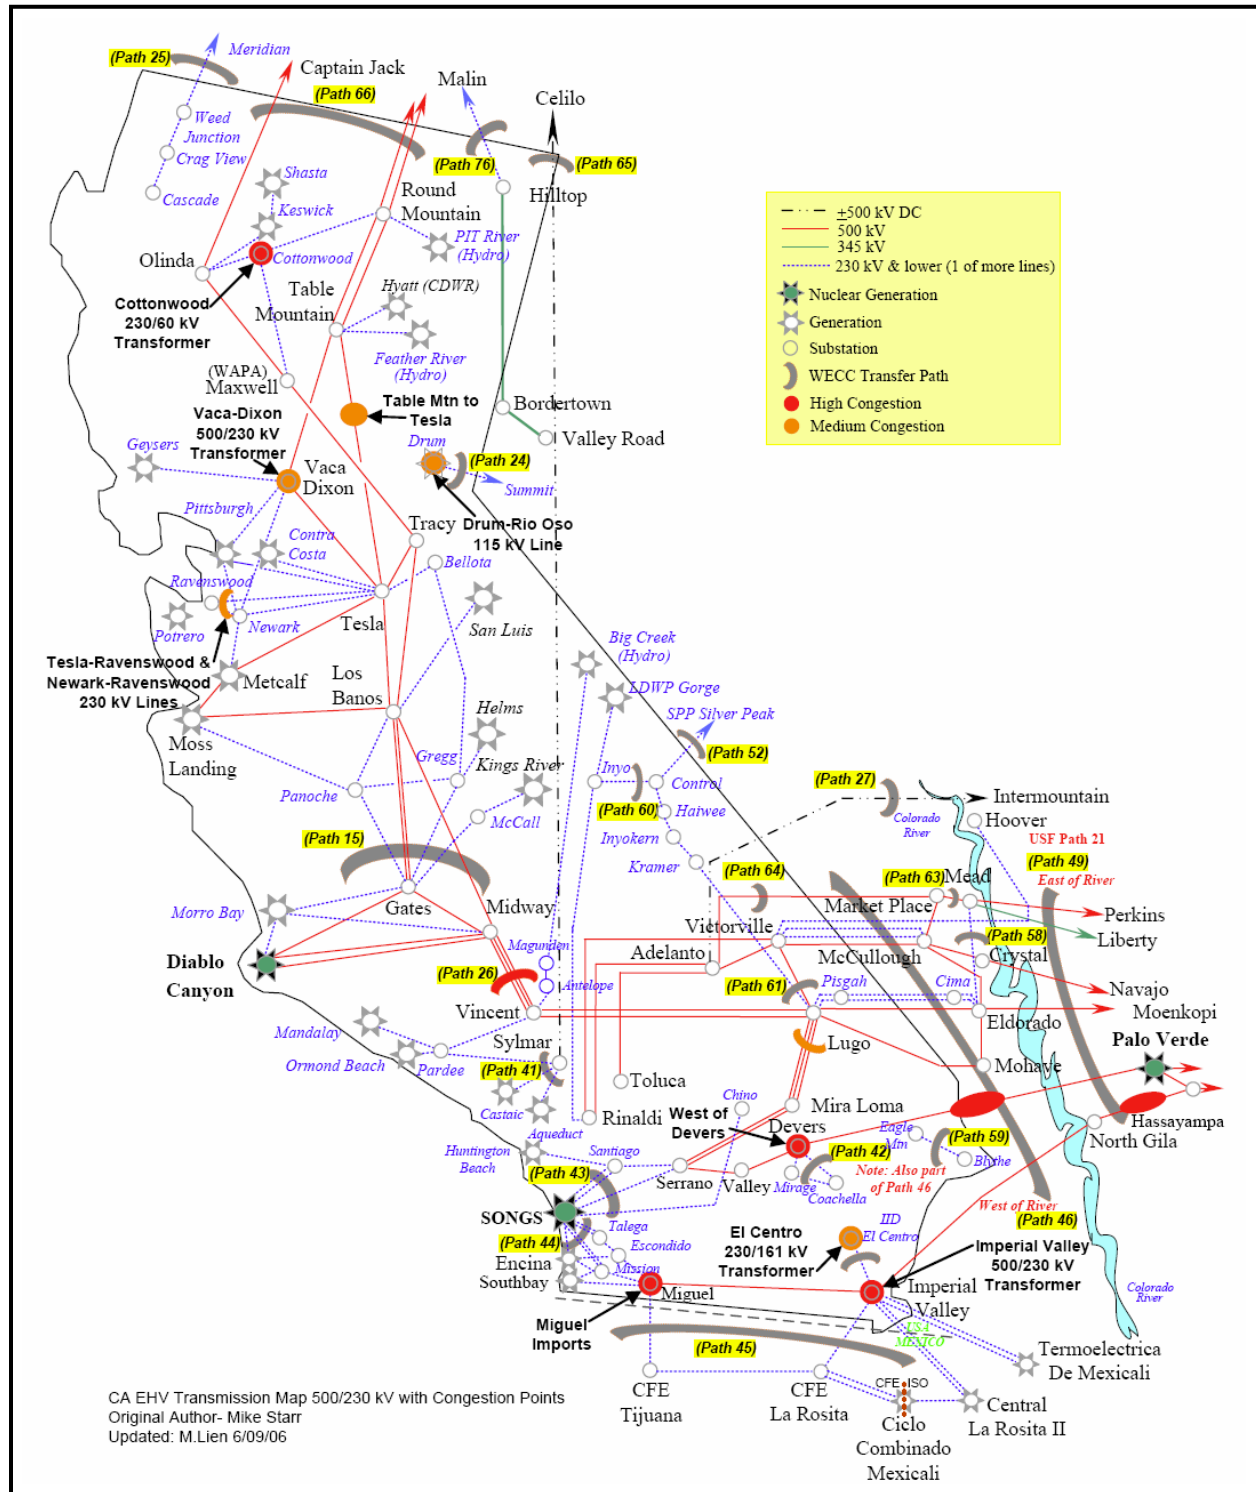 (Path 25)
Meridian
Captain Jack
(Path 66)
Malin
Celilo
Weed
Junction
Crag View
Cascade
Shasta
Keswick
(Path 76)
(Path 65)
Hilltop
Round
Mountain
PIT River
(Hydro)
Olinda
Cottonwood
Cottonwood
230/60 kV
Transformer
Table
Mountain
Hyatt (CDWR)
Feather River
(Hydro)
(WAPA)
Maxwell
Table Mtn to
Tesla
Bordertown
Valley Road
+500 kV DC
500 kV
345 kV
230 kV & lower (1 of more lines)
Nuclear Generation
Generation
Substation
WECC Transfer Path
High Congestion
Medium Congestion
Vaca-Dixon
500/230 kV
Transformer
Geysers
Vaca
Dixon
Drum
(Path 24)
Summit
Drum-Rio Oso
115 kV Line
Pittsburgh
Contra
Costa
Tracy
Bellota
Ravenswood
Potrero
Newark
Tesla
San Luis
Tesla-Ravenswood &
Newark-Ravenswood
230 kV Lines
Metcalf
Los
Banos
Moss
Landing
Big Creek
(Hydro)
LDWP Gorge
SPP Silver Peak
(Path 52)
Helms
Gregg
Kings River
Panoche
McCall
Inyo
Control
(Path 60)
Haiwee
Inyokern
Kramer
(Path 27)
Intermountain
Colorado
River
Hoover
USF Path 21
(Path 49)
East of River
(Path 15)
(Path 64)
(Path 63)
Mead
Market Place
Perkins
Liberty
Morro Bay
Gates
Midway
Victorville
Adelanto
McCullough
(Path 58)
Crystal
Diablo
Canyon
Magunden
(Path 26)
Antelope
(Path 61)
Pisgah
Cima
Navajo
Moenkopi
Vincent
Eldorado
Mandalay
Ormond Beach
Pardee
Sylmar
(Path 41)
Lugo
Mohave
Palo Verde
Castaic
Aqueduct
Toluca
Rinaldi
Chino
Mira Loma
West of
Devers
Devers
Hassayampa
North Gila
Huntington
Beach
Santiago
(Path 43)
Serrano
Valley
Mirage
(Path 42)
Coachella
Eagle
Mtn
(Path 59)
Blythe
Note: Also part
of Path 46
West of River
(Path 46)
SONGS
Talega
(Path 44)
Escondido
Encina
Mission
Southbay
Miguel
El Centro
230/161 kV
Transformer
IID
El Centro
Imperial Valley
500/230 kV
Transformer
Imperial
Valley
Colorado
River
Miguel
Imports
USA
MEXICO
(Path 45)
Termoelectrica
De Mexicali
CFE
Tijuana
CFE
La Rosita
CFE
ISO
Ciclo
Combinado
Mexicali
Central
La Rosita II
CA EHV Transmission Map 500/230 kV with Congestion Points
Original Author- Mike Starr
Updated: M.Lien 6/09/06